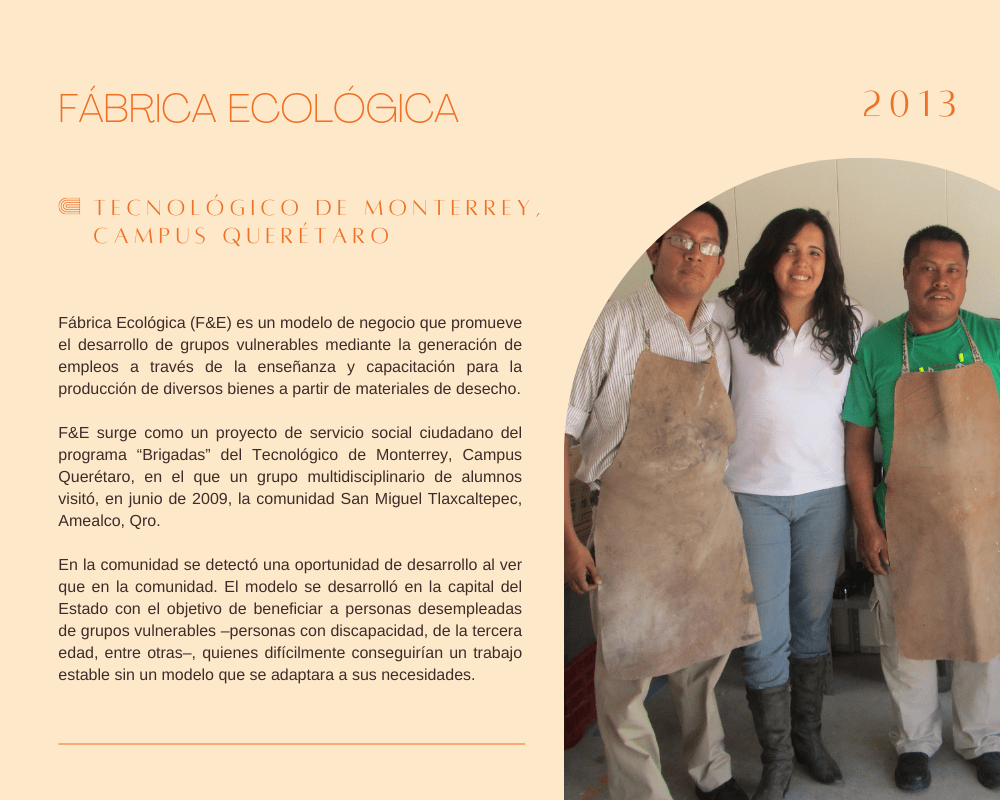 FÁBRICA ECOLÓGICA
2013
TECNOLÓGICO DE MONTERREY,
CAMPUS QUERÉTARO
Fábrica Ecológica (F&E) es un modelo de negocio que promueve
el desarrollo de grupos vulnerables mediante la generación de
empleos a través de la enseñanza y capacitación para la
producción de diversos bienes a partir de materiales de desecho.
F&E surge como un proyecto de servicio social ciudadano del
programa “Brigadas” del Tecnológico de Monterrey, Campus
Querétaro, en el que un grupo multidisciplinario de alumnos
visitó, en junio de 2009, la comunidad San Miguel Tlaxcaltepec,
Amealco, Qro.
En la comunidad se detectó una oportunidad de desarrollo al ver
que en la comunidad. El modelo se desarrolló en la capital del
Estado con el objetivo de beneficiar a personas desempleadas
de grupos vulnerables –personas con discapacidad, de la tercera
edad, entre otras–, quienes difícilmente conseguirían un trabajo
estable sin un modelo que se adaptara a sus necesidades.